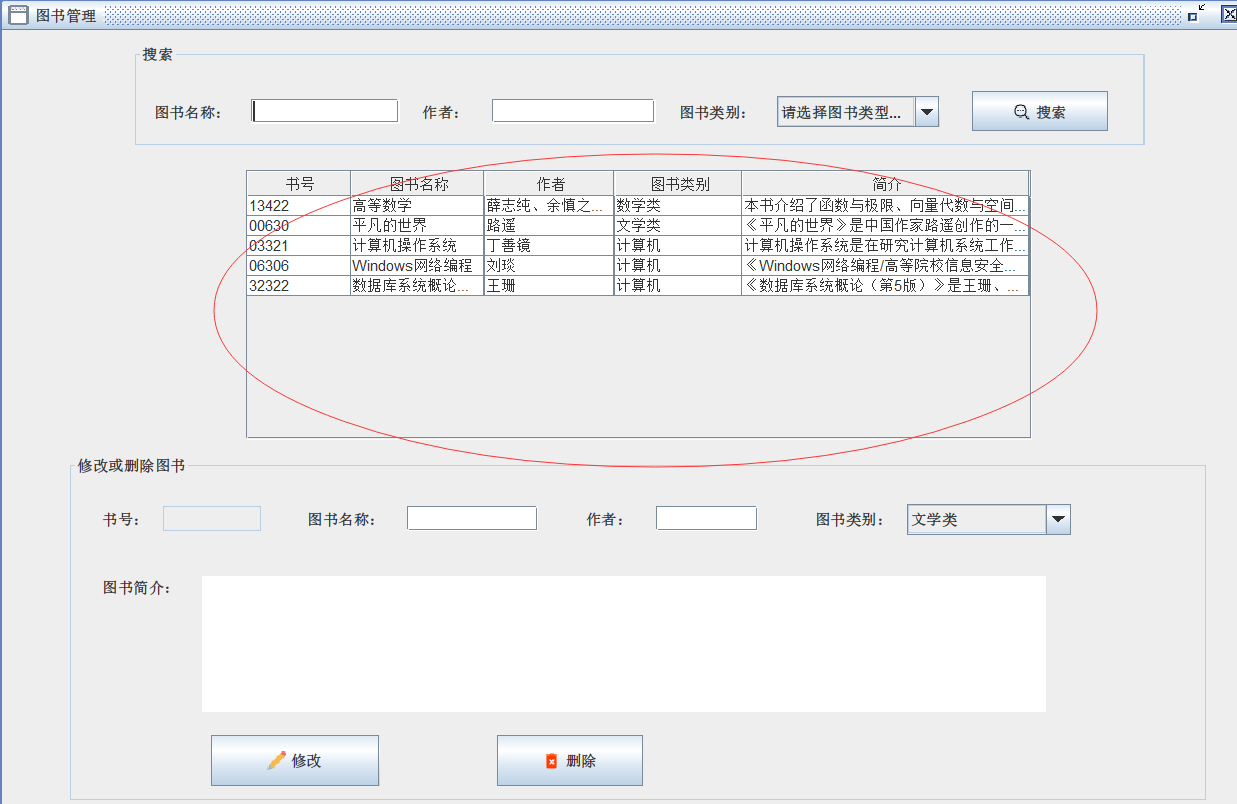 图书管理
搜索
图书名称： 作者： 图书类别： 请选择图书类型... 搜索
书号 图书名称 作者 图书类别 简介
13422 高等数学 薛志纯、余慎之... 数学类 本书介绍了函数与极限、向量代数与空间...
00630 平凡的世界 路遥 文学类 《平凡的世界》是中国作家路遥创作的一...
03321 计算机操作系统 丁善镜 计算机 计算机操作系统是在研究计算机系统工作...
06306 Windows网络编程 刘琰 计算机 《Windows网络编程/高等院校信息安全...
32322 数据库系统概论... 王珊 计算机 《数据库系统概论（第5版）》是王珊、...
修改或删除图书
书号： 图书名称： 作者： 图书类别： 文学类
图书简介：
修改 删除